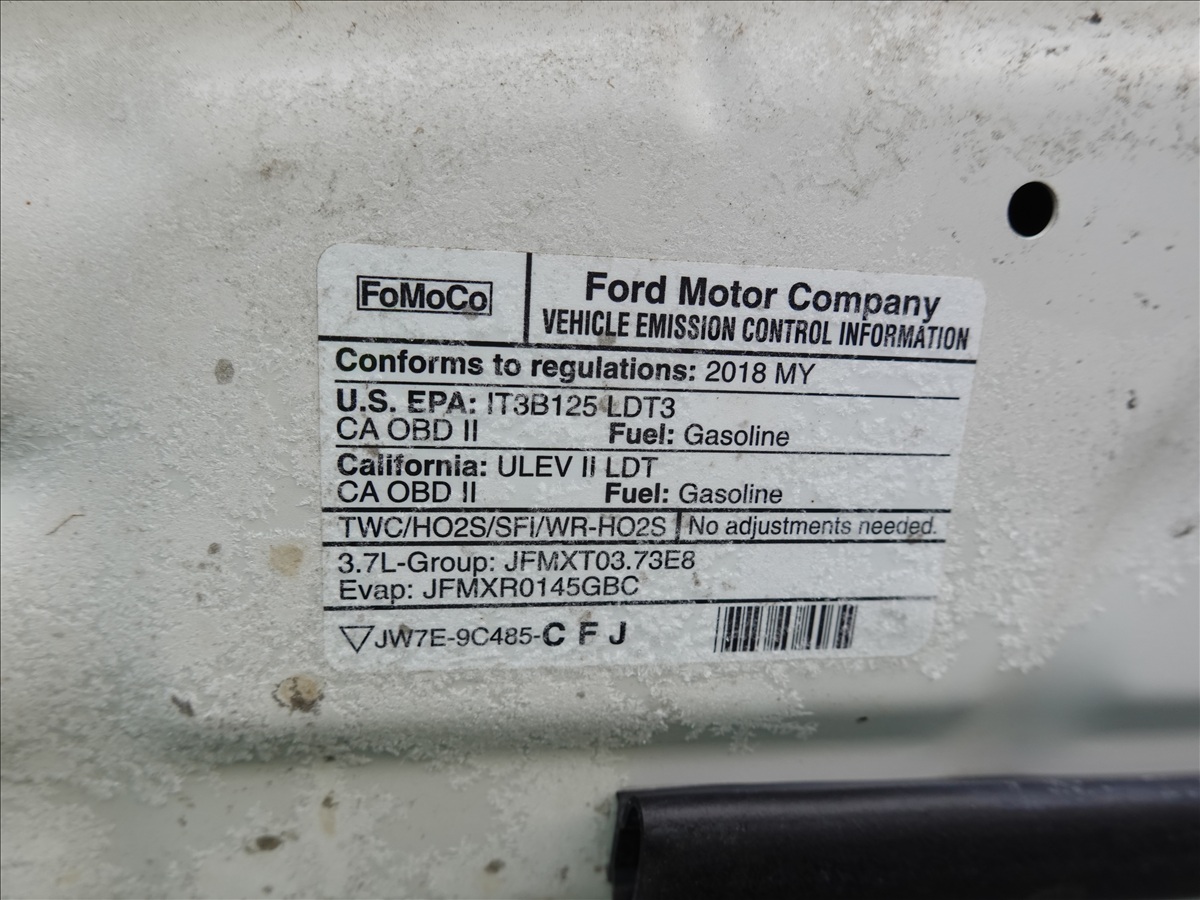 FoMoCo
Ford Motor Company
VEHICLE EMISSION CONTROL INFORMATION
Conforms to regulations: 2018 MY
U.S. EPA: IT3B125 LDT3
CA OBD II Fuel: Gasoline
California: ULEV II LDT
CA OBD II Fuel: Gasoline
TWC/HO2S/SFI/WR-HO2S No adjustments needed.
3.7L-Group: JFMXT03.73E8
Evap: JFMXR0145GBC
JW7E-9C485-C F J